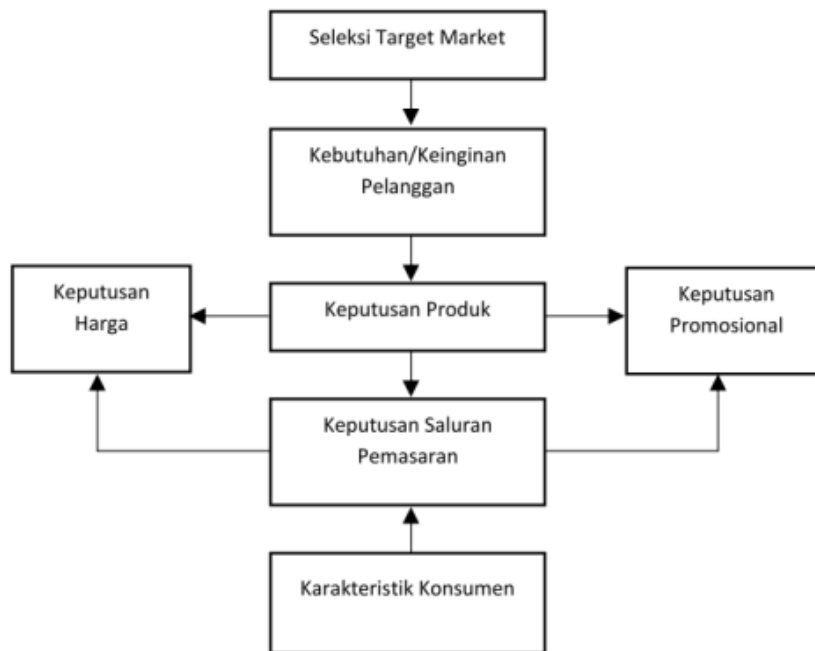 Seleksi Target Market
Kebutuhan/Keinginan
Pelanggan
Keputusan
Harga
Keputusan Produk
Keputusan
Promosional
Keputusan Saluran
Pemasaran
Karakteristik Konsumen